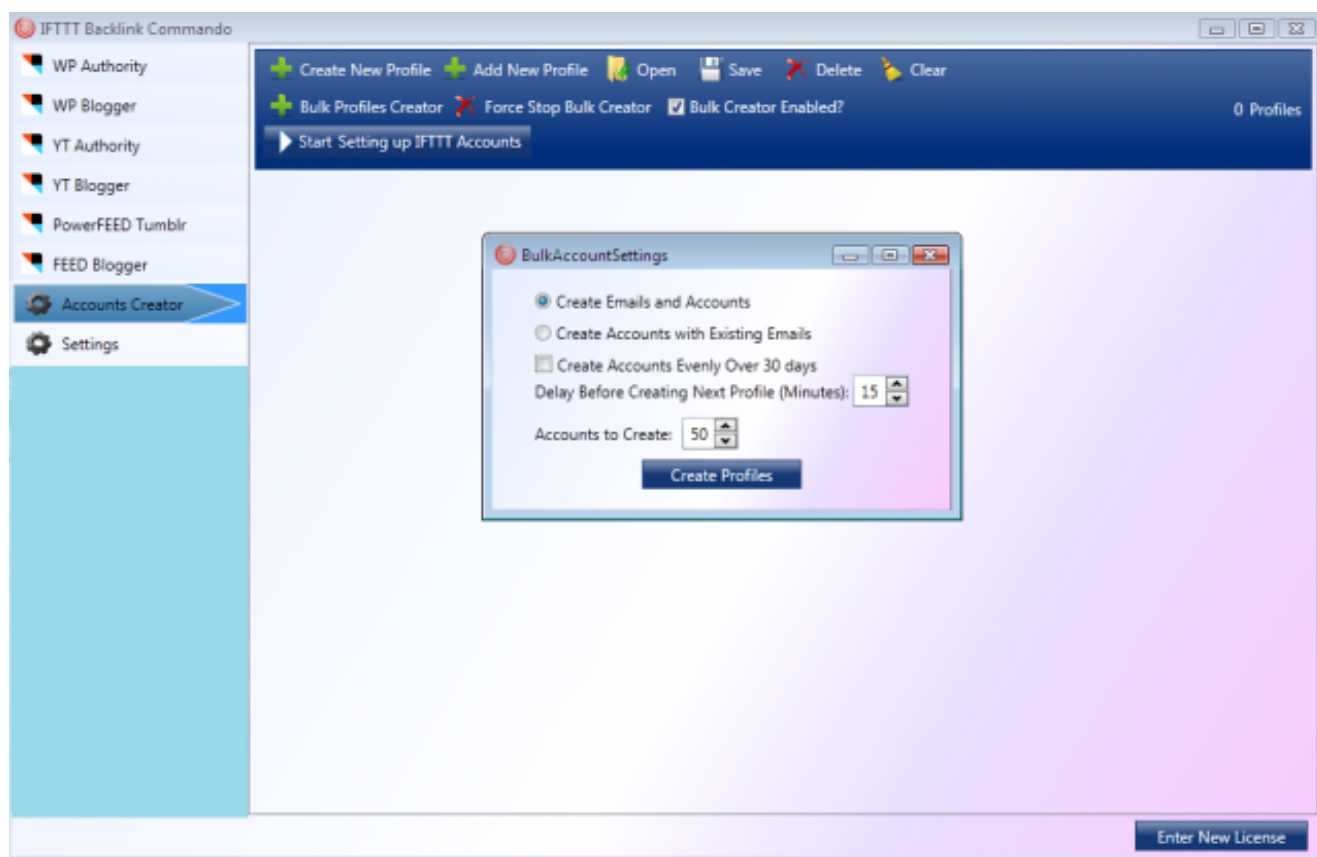 IFTTT Backlink Commando
WP Authority
WP Blogger
YT Authority
YT Blogger
PowerFEED Tumblr
FEED Blogger
Accounts Creator
Settings
Create New Profile Add New Profile Open Save Delete Clear
Bulk Profiles Creator Force Stop Bulk Creator Bulk Creator Enabled? 0 Profiles
Start Setting up IFTTT Accounts
BulkAccountSettings
Create Emails and Accounts
Create Accounts with Existing Emails
Create Accounts Evenly Over 30 days
Delay Before Creating Next Profile (Minutes): 15
Accounts to Create: 50
Create Profiles
Enter New License